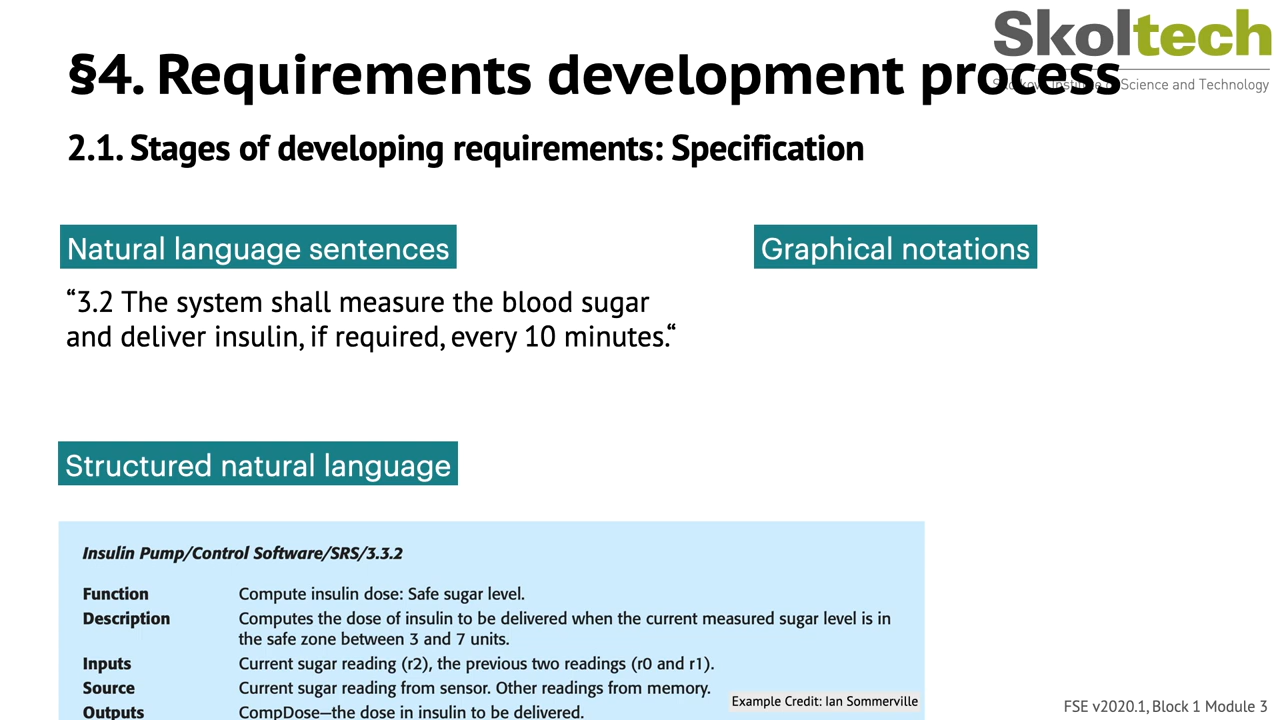 Skoltech
§4. Requirements development process
Science and Technology
2.1. Stages of developing requirements: Specification
Natural language sentences
Graphical notations
“3.2 The system shall measure the blood sugar
and deliver insulin, if required, every 10 minutes.“
Structured natural language
Insulin Pump/Control Software/SRS/3.3.2
Function Compute insulin dose: Safe sugar level.
Description Computes the dose of insulin to be delivered when the current measured sugar level is in
the safe zone between 3 and 7 units.
Inputs Current sugar reading (r2), the previous two readings (r0 and r1).
Source Current sugar reading from sensor. Other readings from memory.
Outputs CompDose—the dose in insulin to be delivered.
Example Credit: Ian Sommerville
FSE v2020.1, Block 1 Module 3